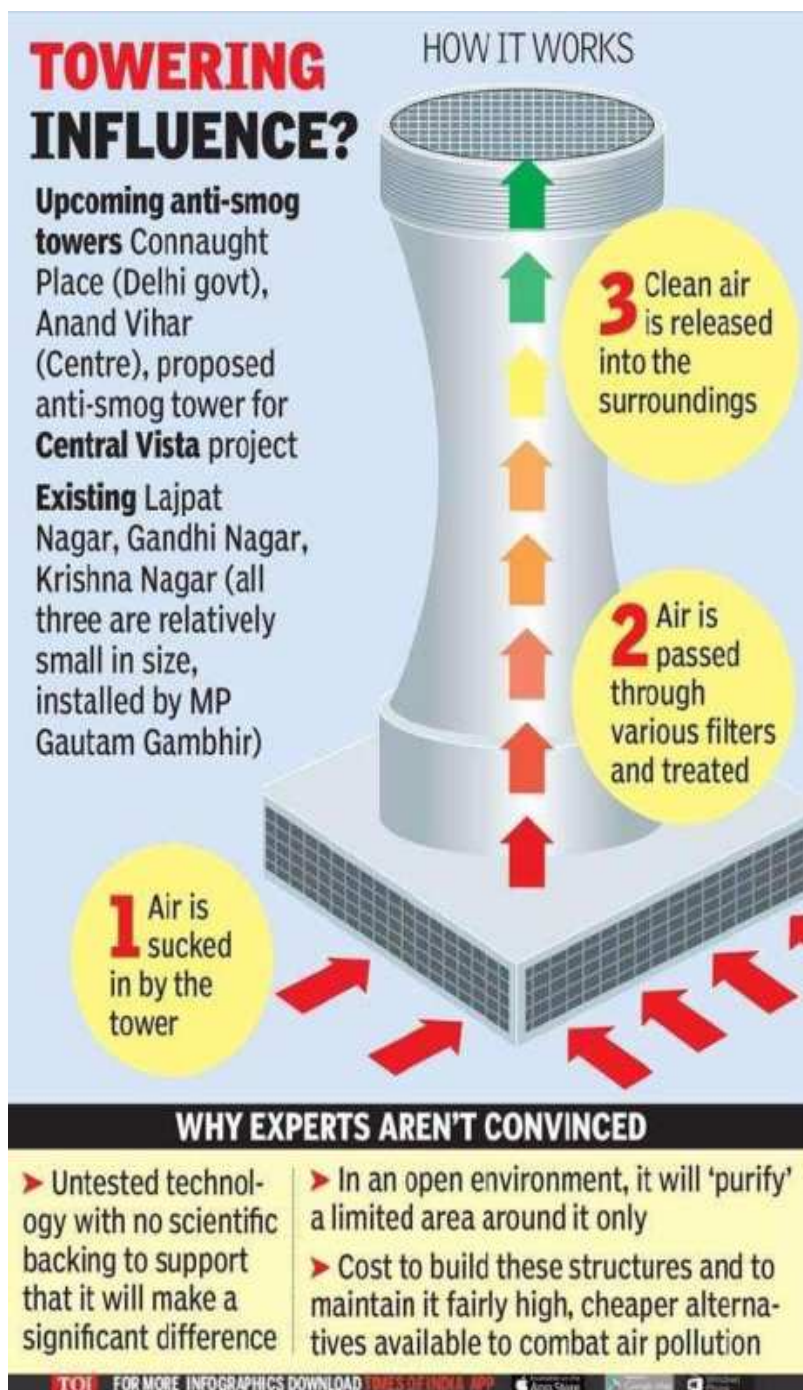 TOWERING
INFLUENCE?
HOW IT WORKS
Upcoming anti-smog
towers Connaught
Place (Delhi govt),
Anand Vihar
(Centre), proposed
anti-smog tower for
Central Vista project
Existing Lajpat
Nagar, Gandhi Nagar,
Krishna Nagar (all
three are relatively
small in size,
installed by MP
Gautam Gambhir)
3 Clean air
is released
into the
surroundings
2 Air is
passed
through
various filters
and treated
1 Air is
sucked
in by the
tower
WHY EXPERTS AREN'T CONVINCED
➤ Untested technol-
ogy with no scientific
backing to support
that it will make a
significant difference
➤ In an open environment, it will ‘purify’
a limited area around it only
➤ Cost to build these structures and to
maintain it fairly high, cheaper alterna-
tives available to combat air pollution
TOI FOR MORE INFOGRAPHICS DOWNLOAD TIMES OF INDIA APP
App Store